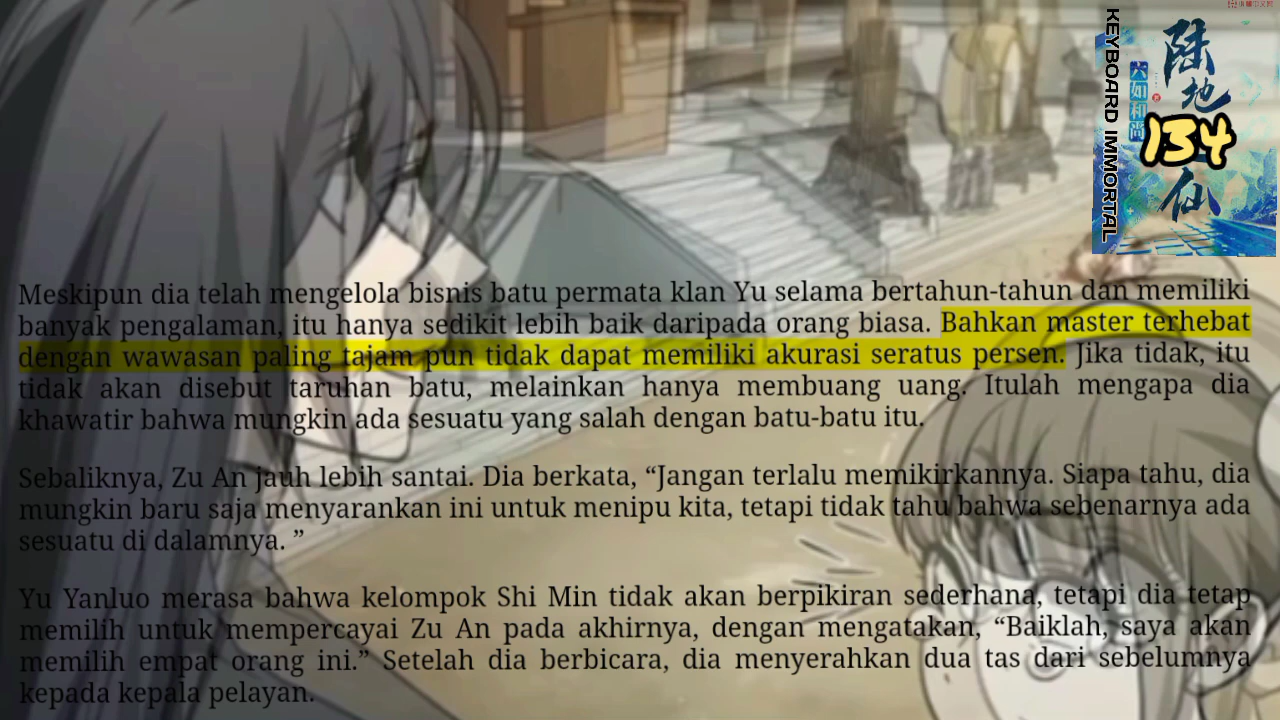 KEYBOARD IMMORTAL
陆地
六如和尚
134
仙
Meskipun dia telah mengelola bisnis batu permata klan Yu selama bertahun-tahun dan memiliki
banyak pengalaman, itu hanya sedikit lebih baik daripada orang biasa. Bahkan master terhebat
dengan wawasan paling tajam pun tidak dapat memiliki akurasi seratus persen. Jika tidak, itu
tidak akan disebut taruhan batu, melainkan hanya membuang uang. Itulah mengapa dia
khawatir bahwa mungkin ada sesuatu yang salah dengan batu-batu itu.
Sebaliknya, Zu An jauh lebih santai. Dia berkata, “Jangan terlalu memikirkannya. Siapa tahu, dia
mungkin baru saja menyarankan ini untuk menipu kita, tetapi tidak tahu bahwa sebenarnya ada
sesuatu di dalamnya. ”
Yu Yanluo merasa bahwa kelompok Shi Min tidak akan berpikiran sederhana, tetapi dia tetap
memilih untuk mempercayai Zu An pada akhirnya, dengan mengatakan, “Baiklah, saya akan
memilih empat orang ini.” Setelah dia berbicara, dia menyerahkan dua tas dari sebelumnya
kepada kepala pelayan.